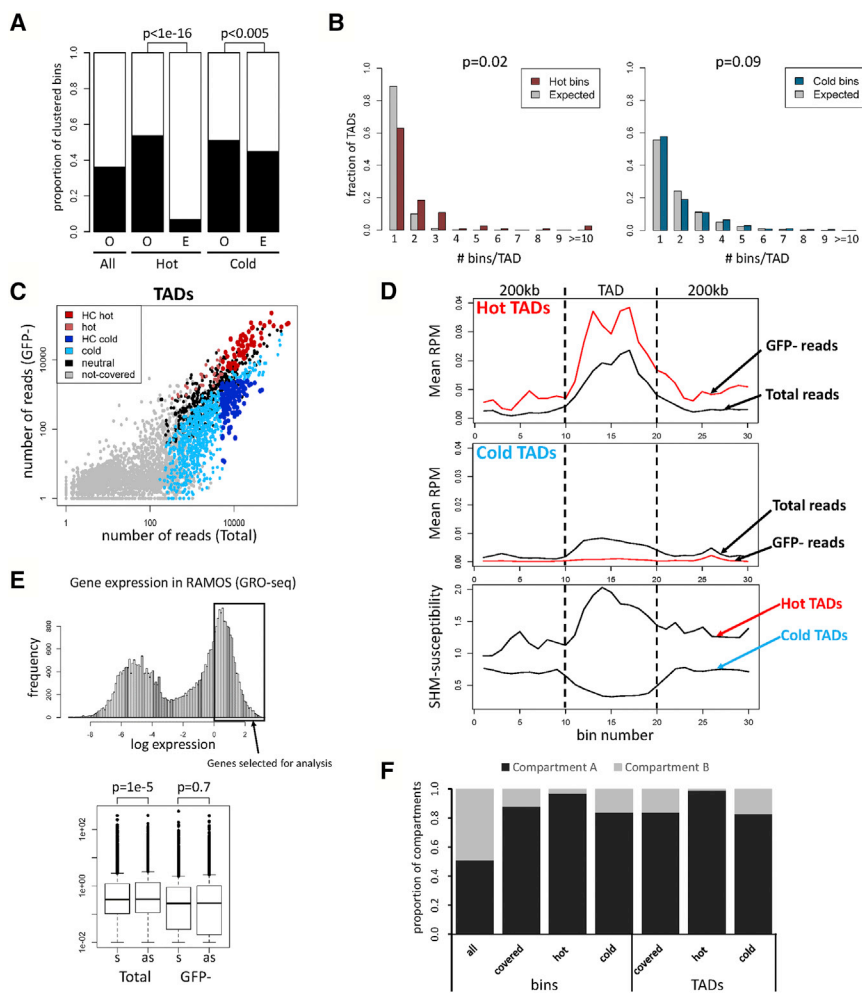 A
p<1e-16 p<0.005
proportion of clustered bins
0.0 0.2 0.4 0.6 0.8 1.0
O O E O E
All Hot Cold
B
p=0.02
Hot bins
Expected
fraction of TADs
0.0 0.2 0.4 0.6 0.8 1.0
1 2 3 4 5 6 7 8 9 >=10
# bins/TAD
p=0.09
Cold bins
Expected
0.0 0.2 0.4 0.6 0.8 1.0
1 2 3 4 5 6 7 8 9 >=10
# bins/TAD
C
TADs
HC hot
hot
HC cold
cold
neutral
not-covered
number of reads (GFP-)
1 100 10000
1 100 10000
number of reads (Total)
D
200kb TAD 200kb
Hot TADs
Mean RPM
0.00 0.01 0.02 0.03 0.04
0 5 10 15 20 25 30
GFP- reads
Total reads
Cold TADs
Mean RPM
0.00 0.01 0.02 0.03 0.04
0 5 10 15 20 25 30
Total reads
GFP- reads
SHM-susceptibility
0.5 1.0 1.5 2.0
Hot TADs
Cold TADs
0 5 10 15 20 25 30
bin number
E
Gene expression in RAMOS (GRO-seq)
frequency
0 200 400 600 800
-8 -6 -4 -2 0 2
log expression
Genes selected for analysis
p=1e-5 p=0.7
1e+02
1e+00
1e-02
s as s as
Total GFP-
F
Compartment A Compartment B
proportion of compartments
0.0 0.2 0.4 0.6 0.8 1.0
all covered hot cold covered hot cold
bins TADs